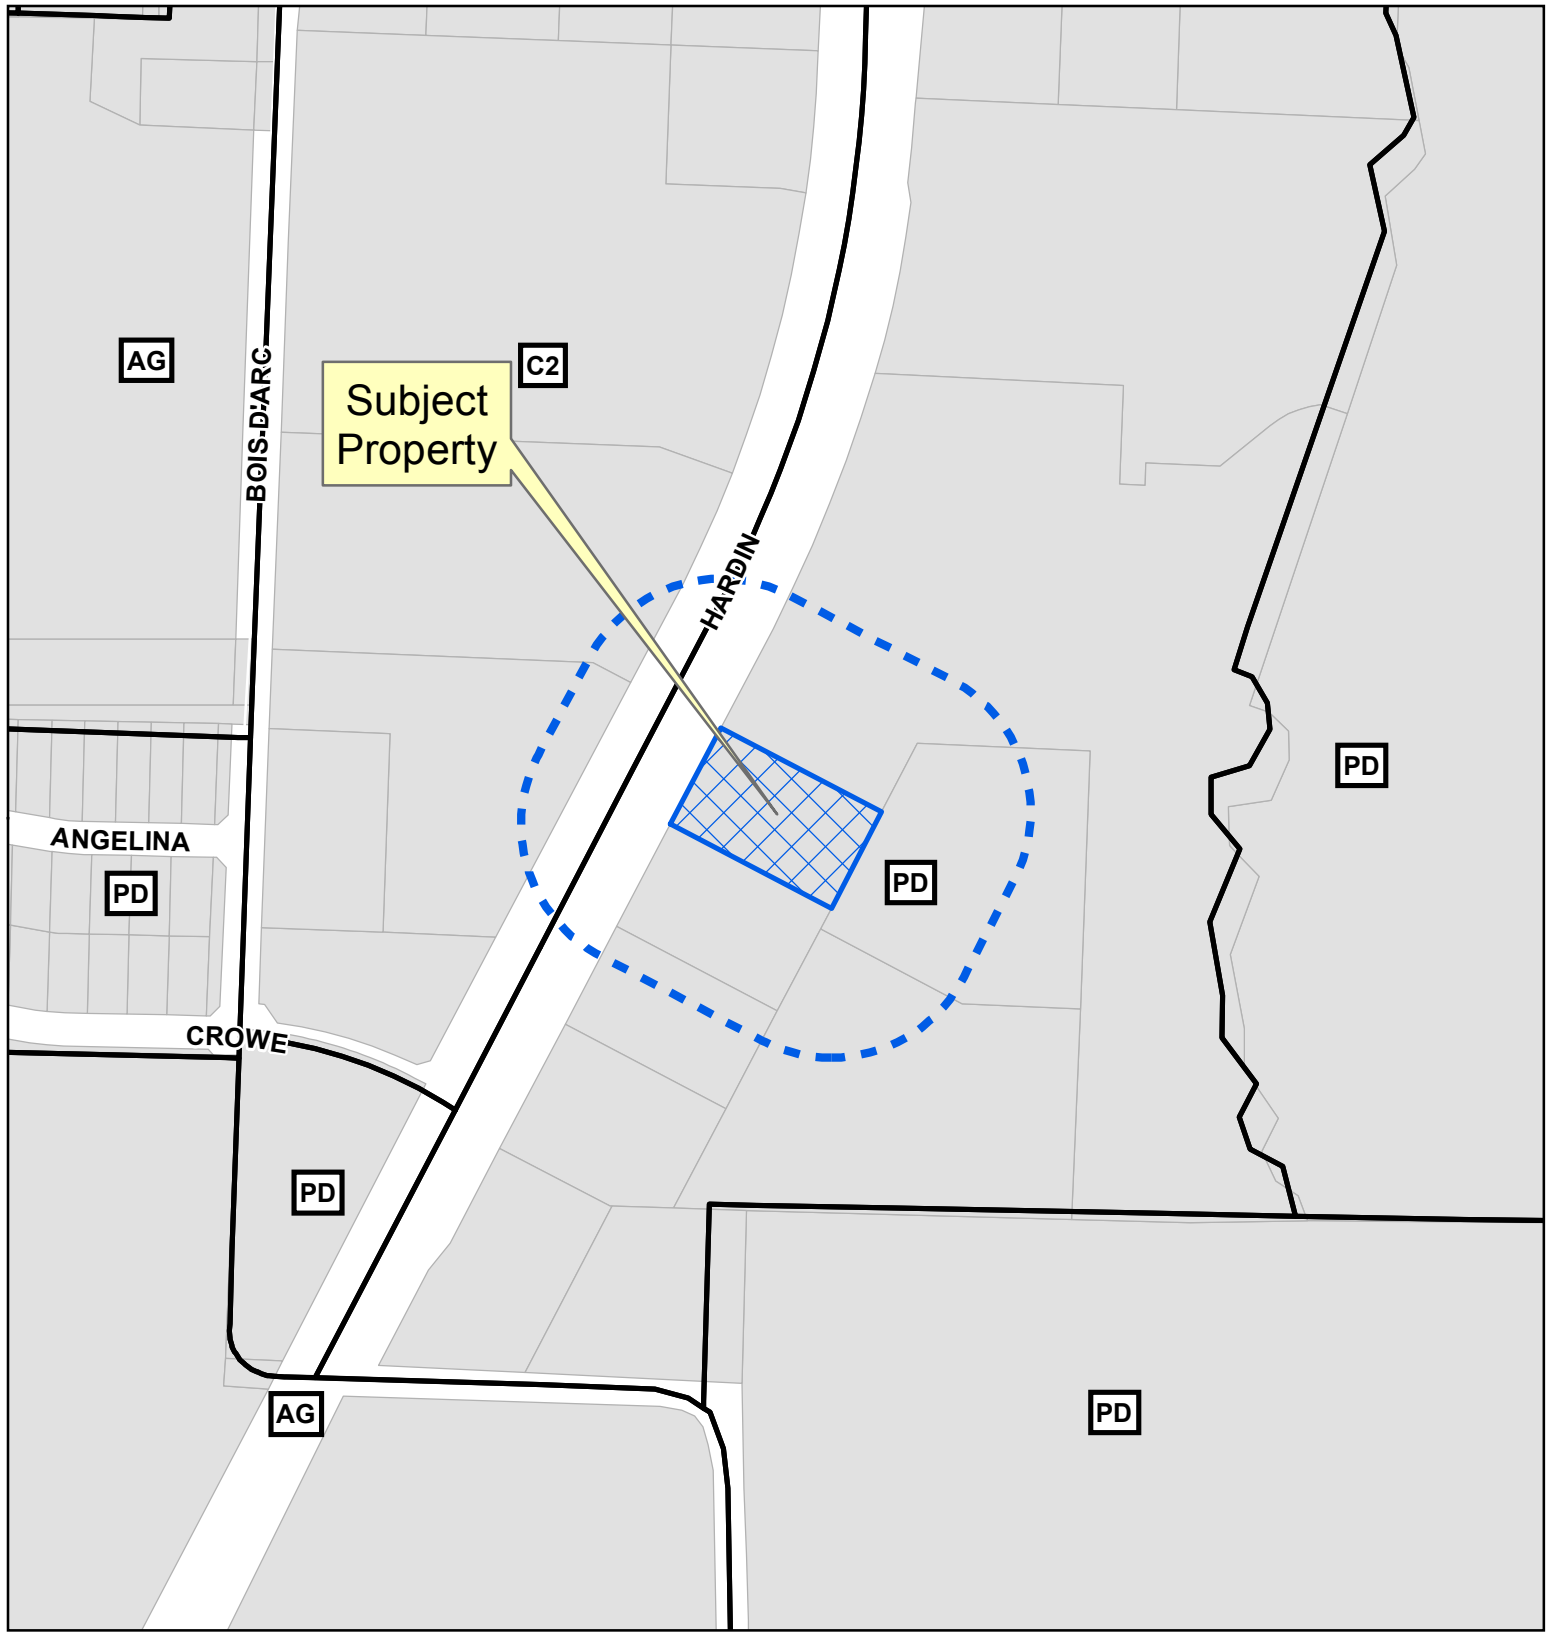 AG
BOIS D'ARC
C2
Subject
Property
HARDIN
PD
ANGELINA
PD
PD
CROWE
PD
AG
PD